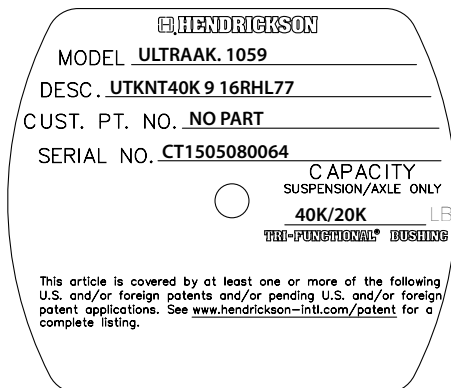 HENDRICKSON
MODEL ULTRAAK. 1059
DESC. UTKNT40K 9 16RHL77
CUST. PT. NO. NO PART
SERIAL NO. CT1505080064
CAPACITY
SUSPENSION/AXLE ONLY
40K/20K LB
TRI-FUNCTIONAL® BUSHING
This article is covered by at least one or more of the following
U.S. and/or foreign patents and/or pending U.S. and/or foreign
patent applications. See www.hendrickson-intl.com/patent for a
complete listing.